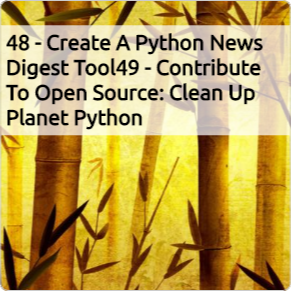 48 - Create A Python News
Digest Tool49 - Contribute
To Open Source: Clean Up
Planet Python